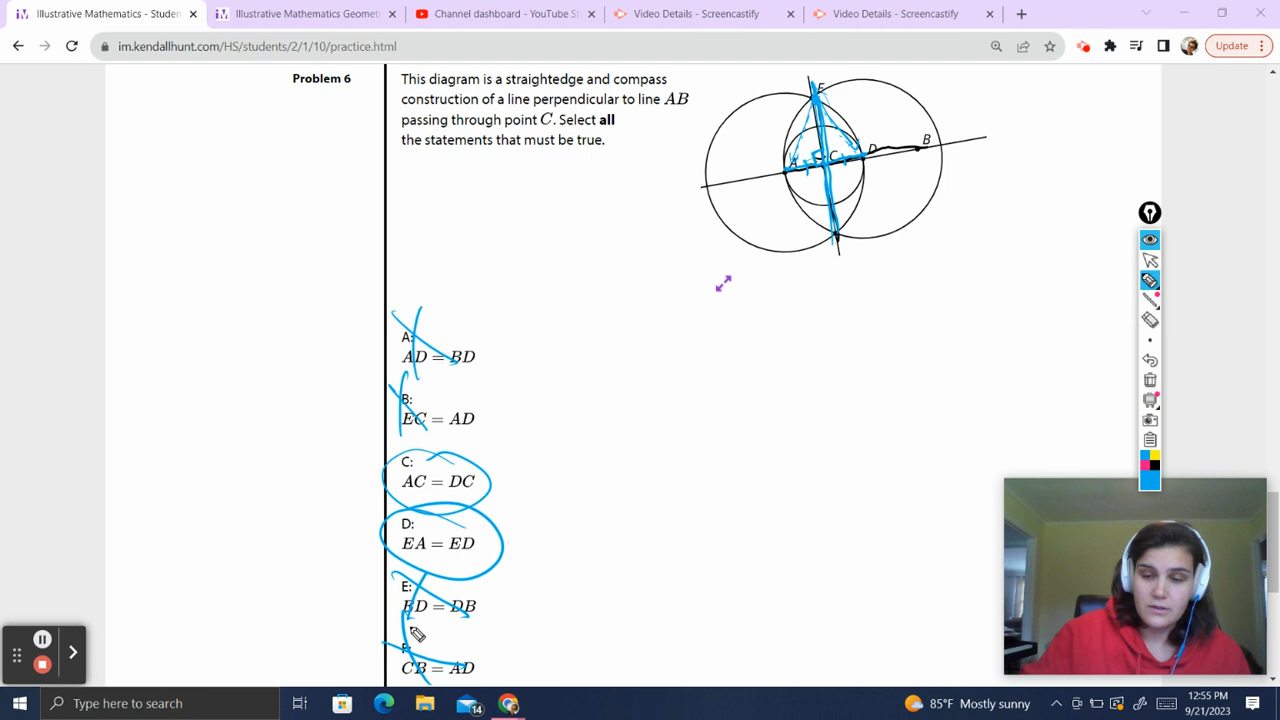 Illustrative Mathematics - Studen
Illustrative Mathematics Geomet
Channel dashboard - YouTube St
Video Details - Screencastify
Video Details - Screencastify
im.kendallhunt.com/HS/students/2/1/10/practice.html
Update
Problem 6
This diagram is a straightedge and compass
construction of a line perpendicular to line AB
passing through point C. Select all
the statements that must be true.
E
A
C
D
B
A:
AD = BD
B:
EC = AD
C:
AC = DC
D:
EA = ED
E:
ED = DB
F:
CB = AD
Type here to search
14
85°F Mostly sunny
12:55 PM
9/21/2023